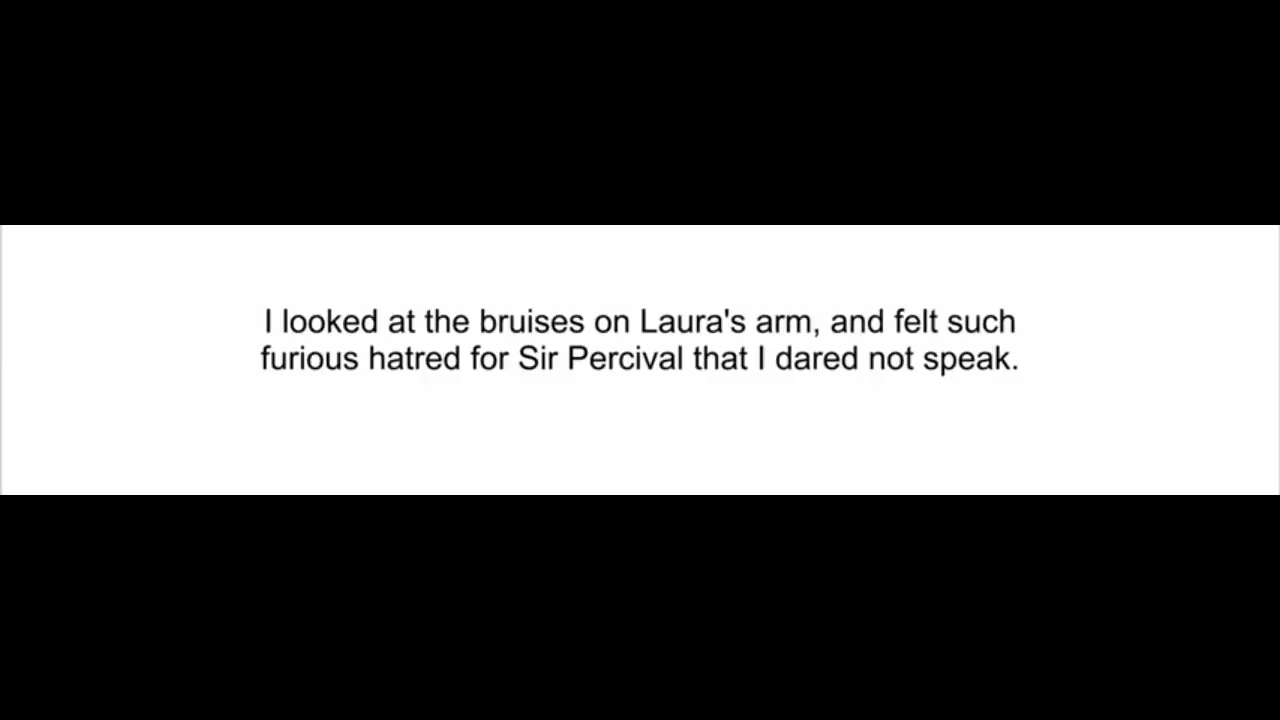 I looked at the bruises on Laura's arm, and felt such
furious hatred for Sir Percival that I dared not speak.